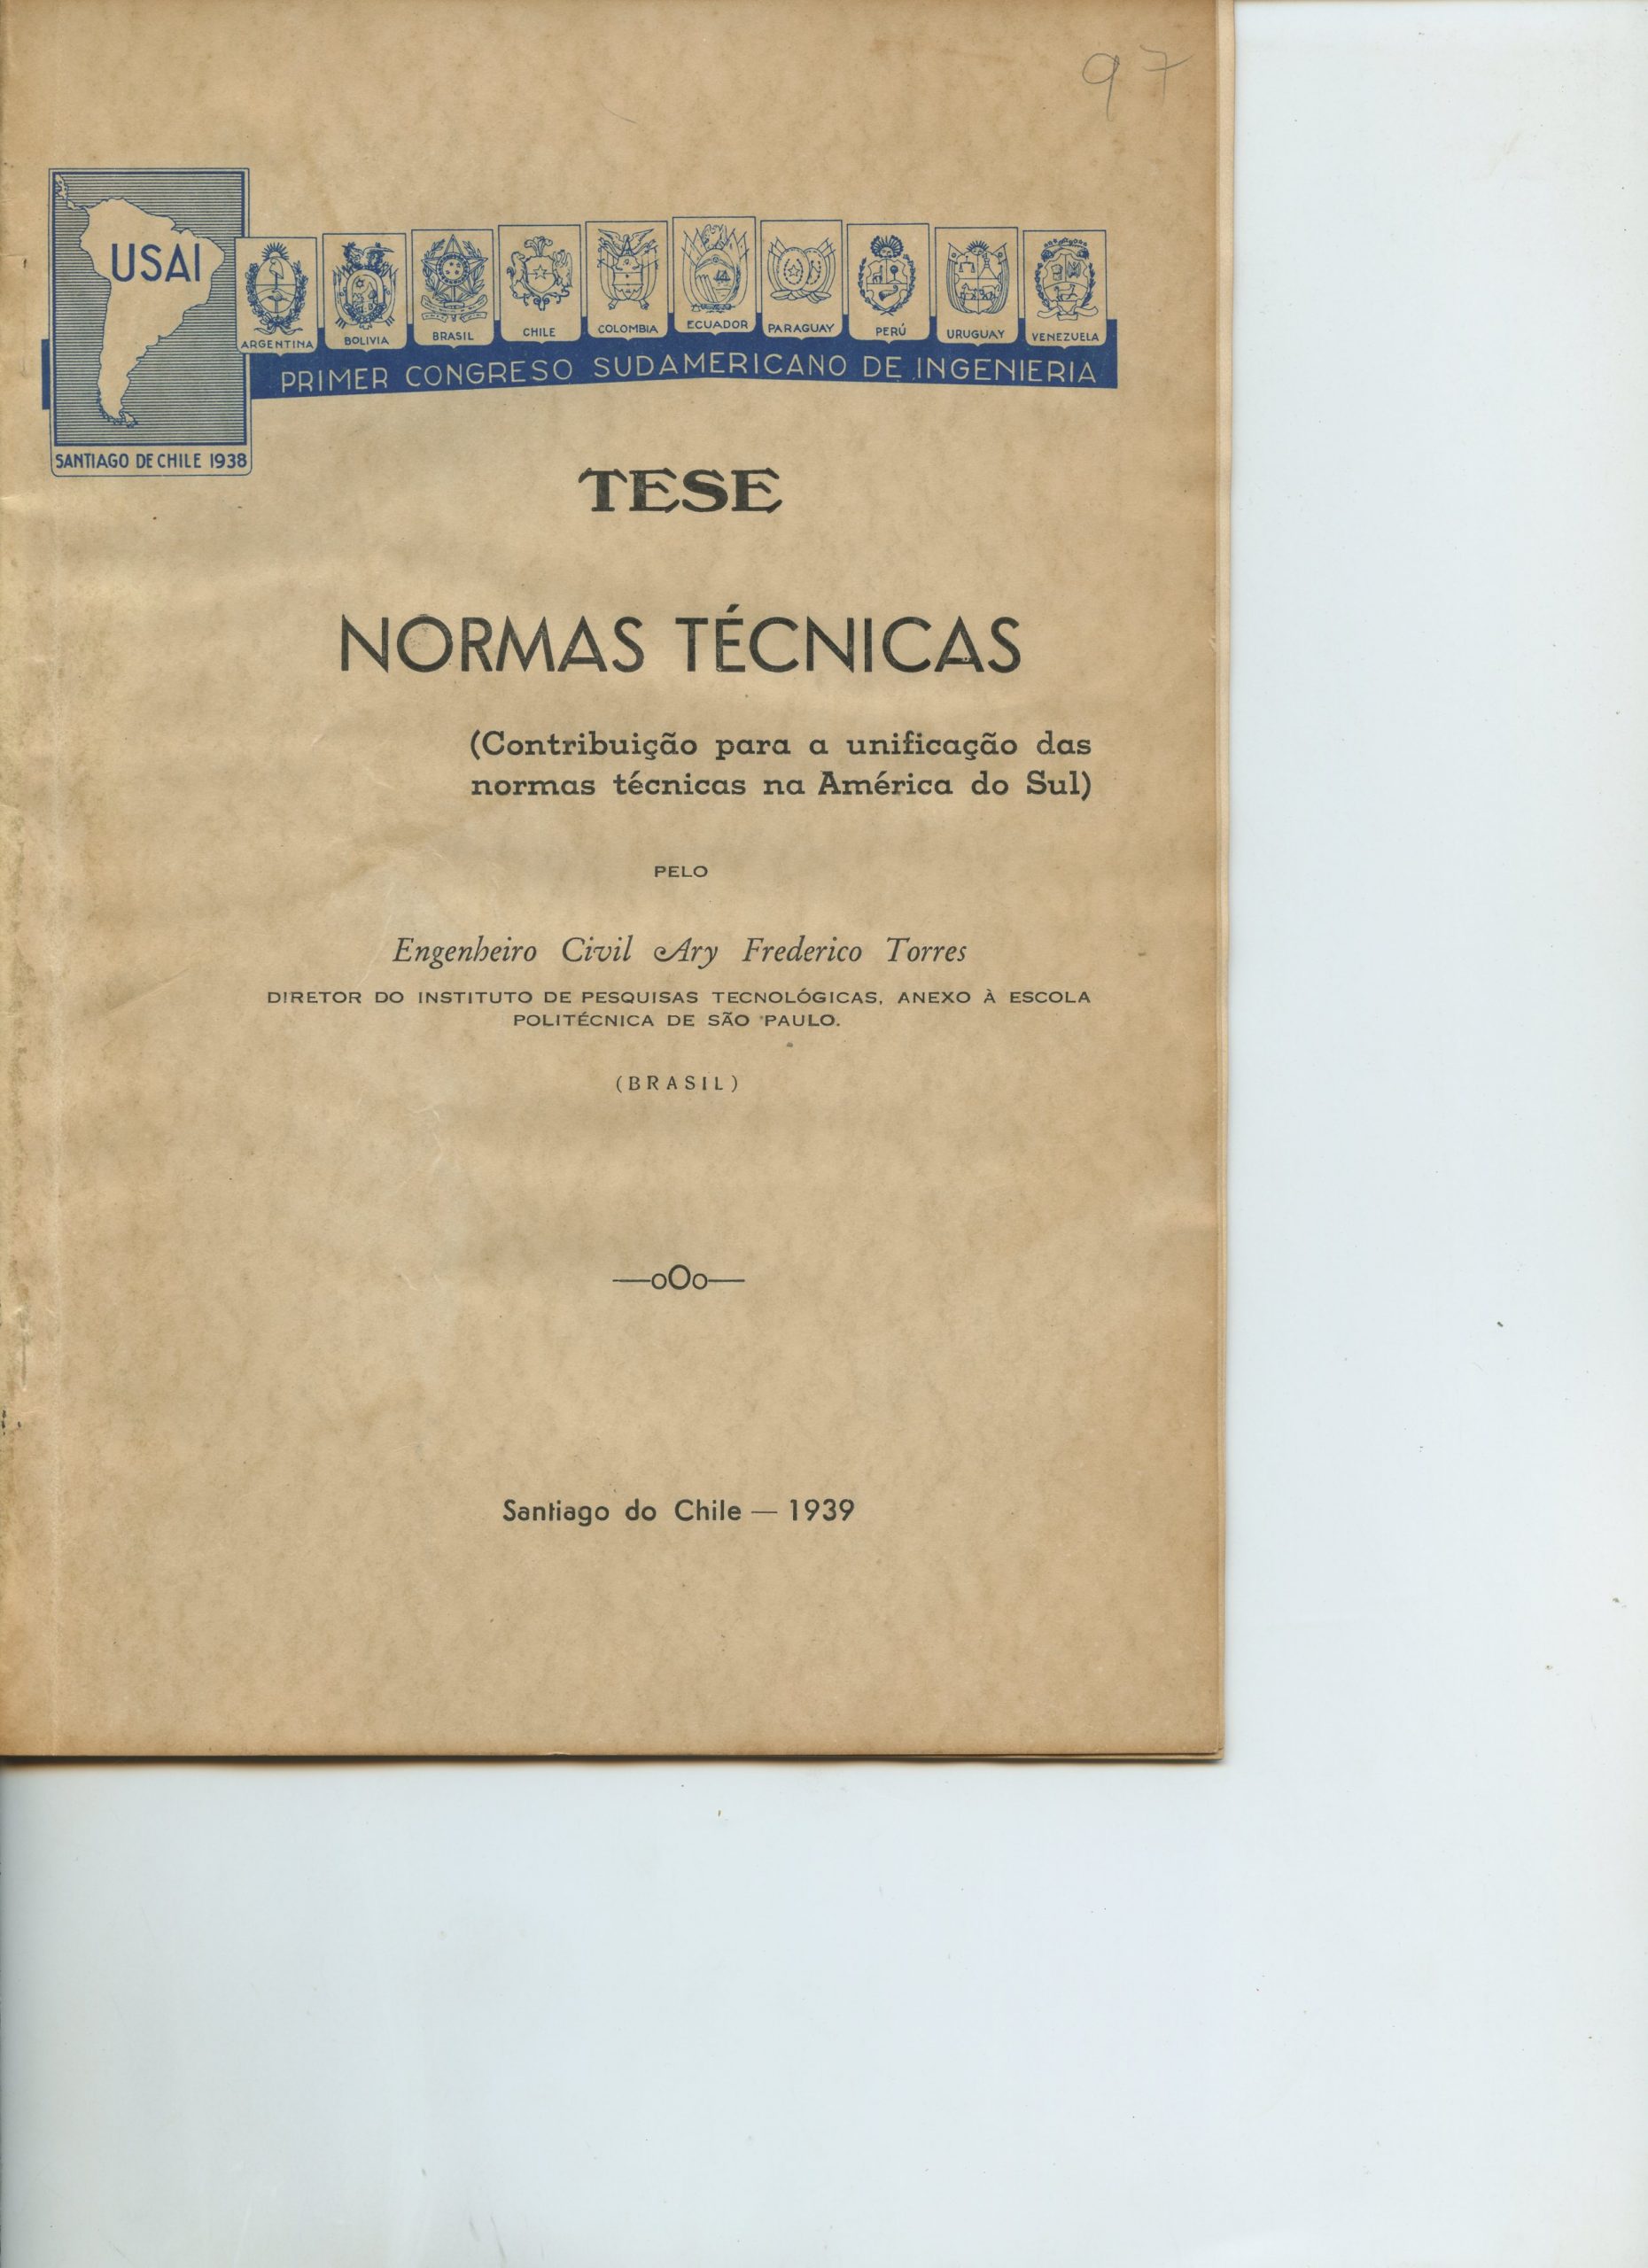 97
USAI
ARGENTINA
BOLIVIA
BRASIL
CHILE
COLOMBIA
ECUADOR
PARAGUAY
PERÚ
URUGUAY
VENEZUELA
PRIMER CONGRESO SUDAMERICANO DE INGENIERIA
SANTIAGO DE CHILE 1938
TESE
NORMAS TÉCNICAS
(Contribuição para a unificação das
normas técnicas na América do Sul)
PELO
Engenheiro Civil Ary Frederico Torres
DIRETOR DO INSTITUTO DE PESQUISAS TECNOLÓGICAS, ANEXO À ESCOLA
POLITÉCNICA DE SÃO PAULO.
(BRASIL)
—oOo—
Santiago do Chile — 1939